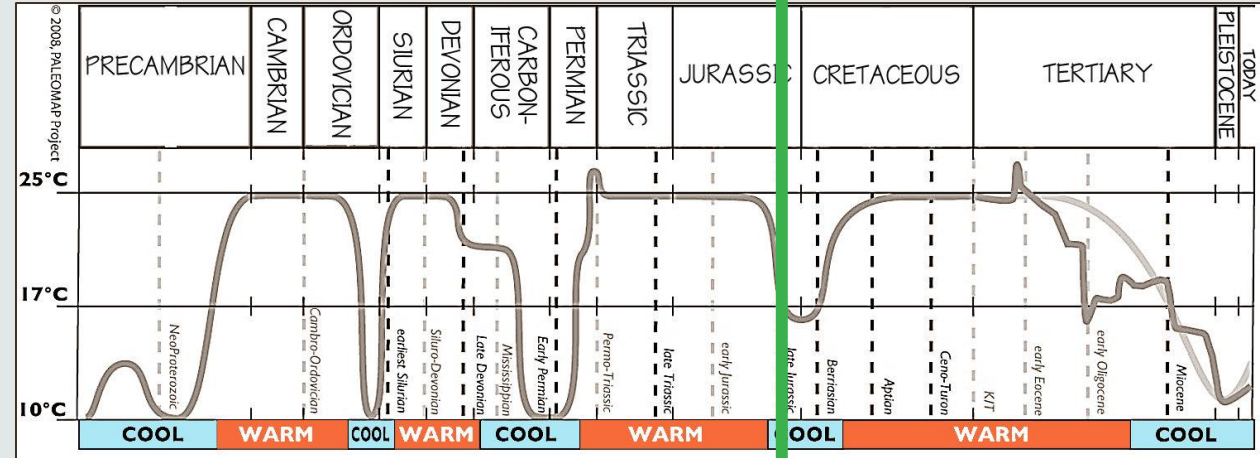 © 2008, PALEOMAP Project
PRECAMBRIAN
CAMBRIAN
ORDOVICIAN
SIURIAN
DEVONIAN
CARBON-
IFEROUS
PERMIAN
TRIASSIC
JURASSIC
CRETACEOUS
TERTIARY
PLEISTOCENE
TODAY
25°C
17°C
10°C
NeoProterazoic
Cambro-Ordovician
earliest Silurian
Siluro-Devonian
Late Devonian
Mississippian
Early Permian
Permo-Triassic
late Triassic
early Jurassic
late Jurassic
Berriasian
Aptian
Ceno-Turon
K/T
early Eocene
early Oligocene
Miocene
COOL
WARM
COOL
WARM
COOL
WARM
COOL
WARM
COOL